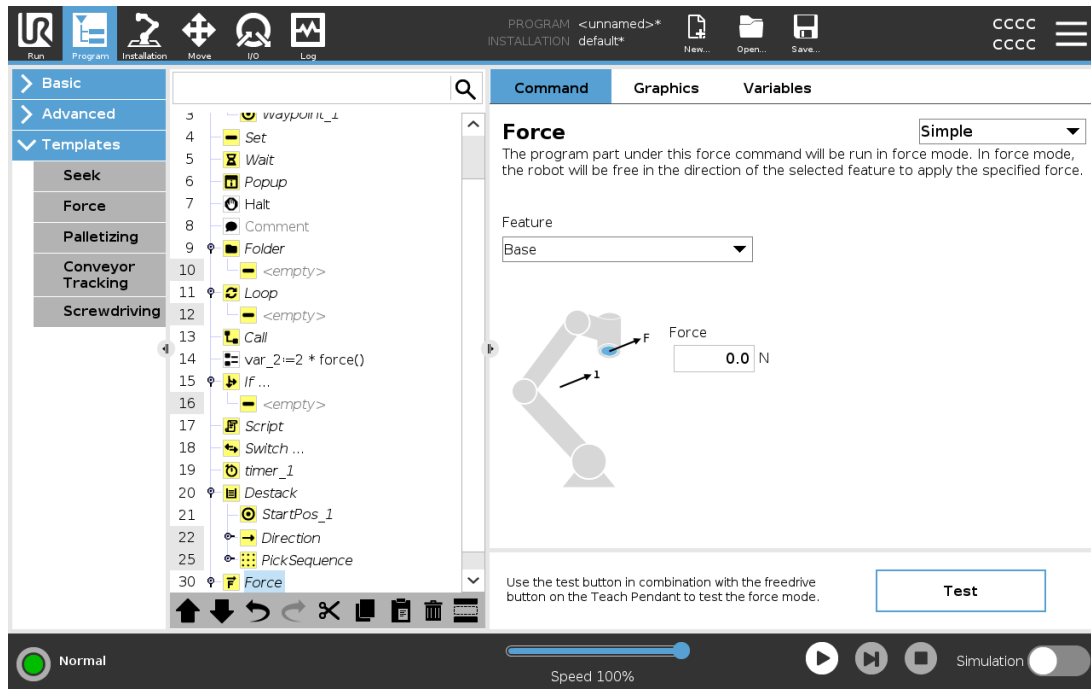 PROGRAM <unnamed>*
INSTALLATION default*
CCCC
CCCC
Run
Program
Installation
Move
I/O
Log
New...
Open...
Save...
Basic
Advanced
Templates
Seek
Force
Palletizing
Conveyor
Tracking
Screwdriving
3 Waypoint_1
4 Set
5 Wait
6 Popup
7 Halt
8 Comment
9 Folder
10 <empty>
11 Loop
12 <empty>
13 Call
14 var_2:=2 * force()
15 If ...
16 <empty>
17 Script
18 Switch ...
19 timer_1
20 Destack
21 StartPos_1
22 Direction
25 PickSequence
30 Force
Command Graphics Variables
Force
Simple
The program part under this force command will be run in force mode. In force mode,
the robot will be free in the direction of the selected feature to apply the specified force.
Feature
Base
F
1
Force
0.0 N
Use the test button in combination with the freedrive
button on the Teach Pendant to test the force mode.
Test
Normal
Speed 100%
Simulation